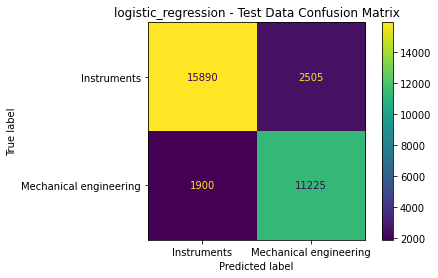 logistic_regression - Test Data Confusion Matrix
Instruments
15890
2505
Mechanical engineering
1900
11225
Instruments
Mechanical engineering
True label
Predicted label
14000
12000
10000
8000
6000
4000
2000